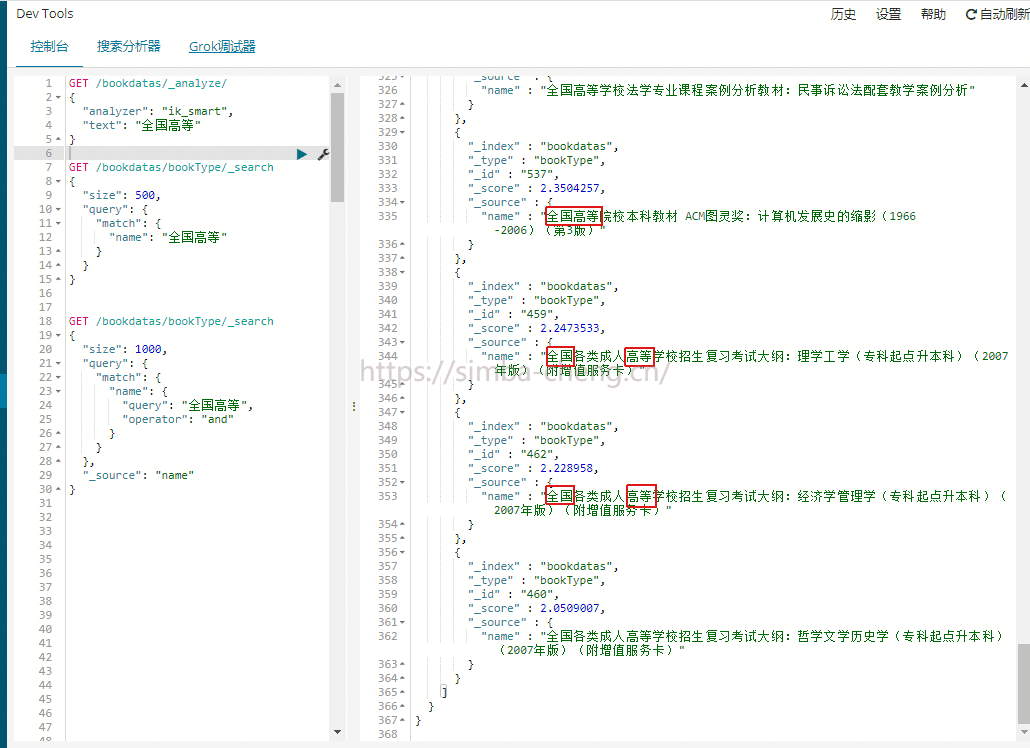 Dev Tools
历史 设置 帮助 自动刷新
控制台 搜索分析器 Grok调试器
1 GET /bookdatas/_analyze/
2 {
3 "analyzer": "ik_smart",
4 "text": "全国高等"
5 }
6
7 GET /bookdatas/bookType/_search
8 {
9 "size": 500,
10 "query": {
11 "match": {
12 "name": "全国高等"
13 }
14 }
15 }
16
17
18 GET /bookdatas/bookType/_search
19 {
20 "size": 1000,
21 "query": {
22 "match": {
23 "name": {
24 "query": "全国高等",
25 "operator": "and"
26 }
27 }
28 },
29 "_source": "name"
30 }
31
32
33
34
35
36
37
38
39
40
41
42
43
44
45
46
47
48
325 "_source" : {
326 "name" : "全国高等学校法学专业课程案例分析教材：民事诉讼法配套教学案例分析"
327 }
328 },
329 {
330 "_index" : "bookdatas",
331 "_type" : "bookType",
332 "_id" : "537",
333 "_score" : 2.3504257,
334 "_source" : {
335 "name" : "全国高等院校本科教材 ACM图灵奖：计算机发展史的缩影（1966
-2006）（第3版）"
336 }
337 },
338 {
339 "_index" : "bookdatas",
340 "_type" : "bookType",
341 "_id" : "459",
342 "_score" : 2.2473533,
343 "_source" : {
344 "name" : "全国各类成人高等学校招生复习考试大纲：理学工学（专科起点升本科）（2007
年版）（附增值服务卡）"
345 }
346 },
347 {
348 "_index" : "bookdatas",
349 "_type" : "bookType",
350 "_id" : "462",
351 "_score" : 2.228958,
352 "_source" : {
353 "name" : "全国各类成人高等学校招生复习考试大纲：经济学管理学（专科起点升本科）（
2007年版）（附增值服务卡）"
354 }
355 },
356 {
357 "_index" : "bookdatas",
358 "_type" : "bookType",
359 "_id" : "460",
360 "_score" : 2.0509007,
361 "_source" : {
362 "name" : "全国各类成人高等学校招生复习考试大纲：哲学文学历史学（专科起点升本科）
（2007年版）（附增值服务卡）"
363 }
364 }
365 ]
366 }
367 }
368
https://simba-cheng.cn/